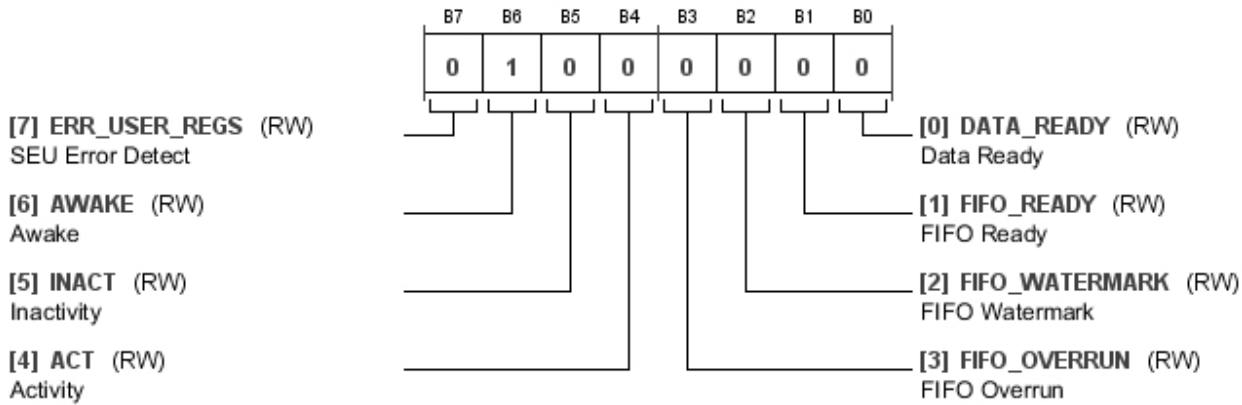 B7 B6 B5 B4 B3 B2 B1 B0
0 1 0 0 0 0 0 0
[7] ERR_USER_REGS (RW)
SEU Error Detect
[6] AWAKE (RW)
Awake
[5] INACT (RW)
Inactivity
[4] ACT (RW)
Activity
[0] DATA_READY (RW)
Data Ready
[1] FIFO_READY (RW)
FIFO Ready
[2] FIFO_WATERMARK (RW)
FIFO Watermark
[3] FIFO_OVERRUN (RW)
FIFO Overrun